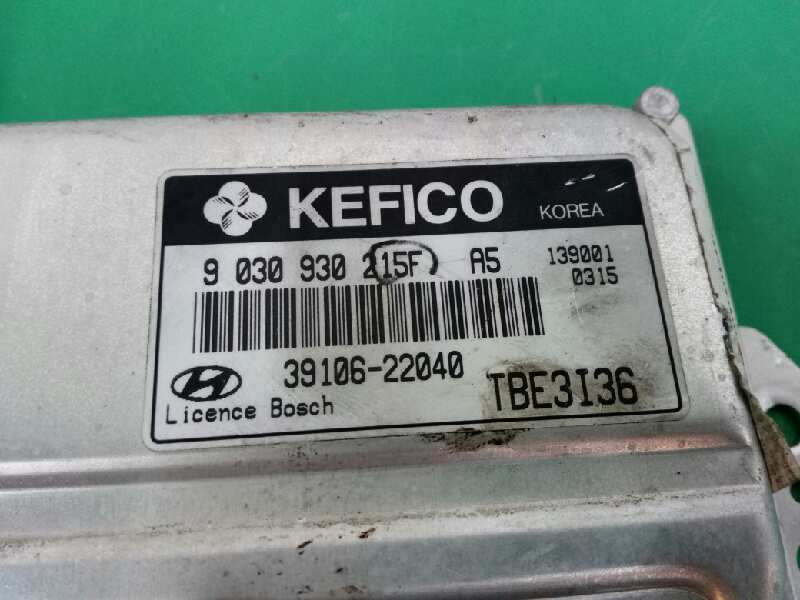 KEFICO KOREA
9 030 930 215F A5 139001
0315
39106-22040
Licence Bosch TBE3I36